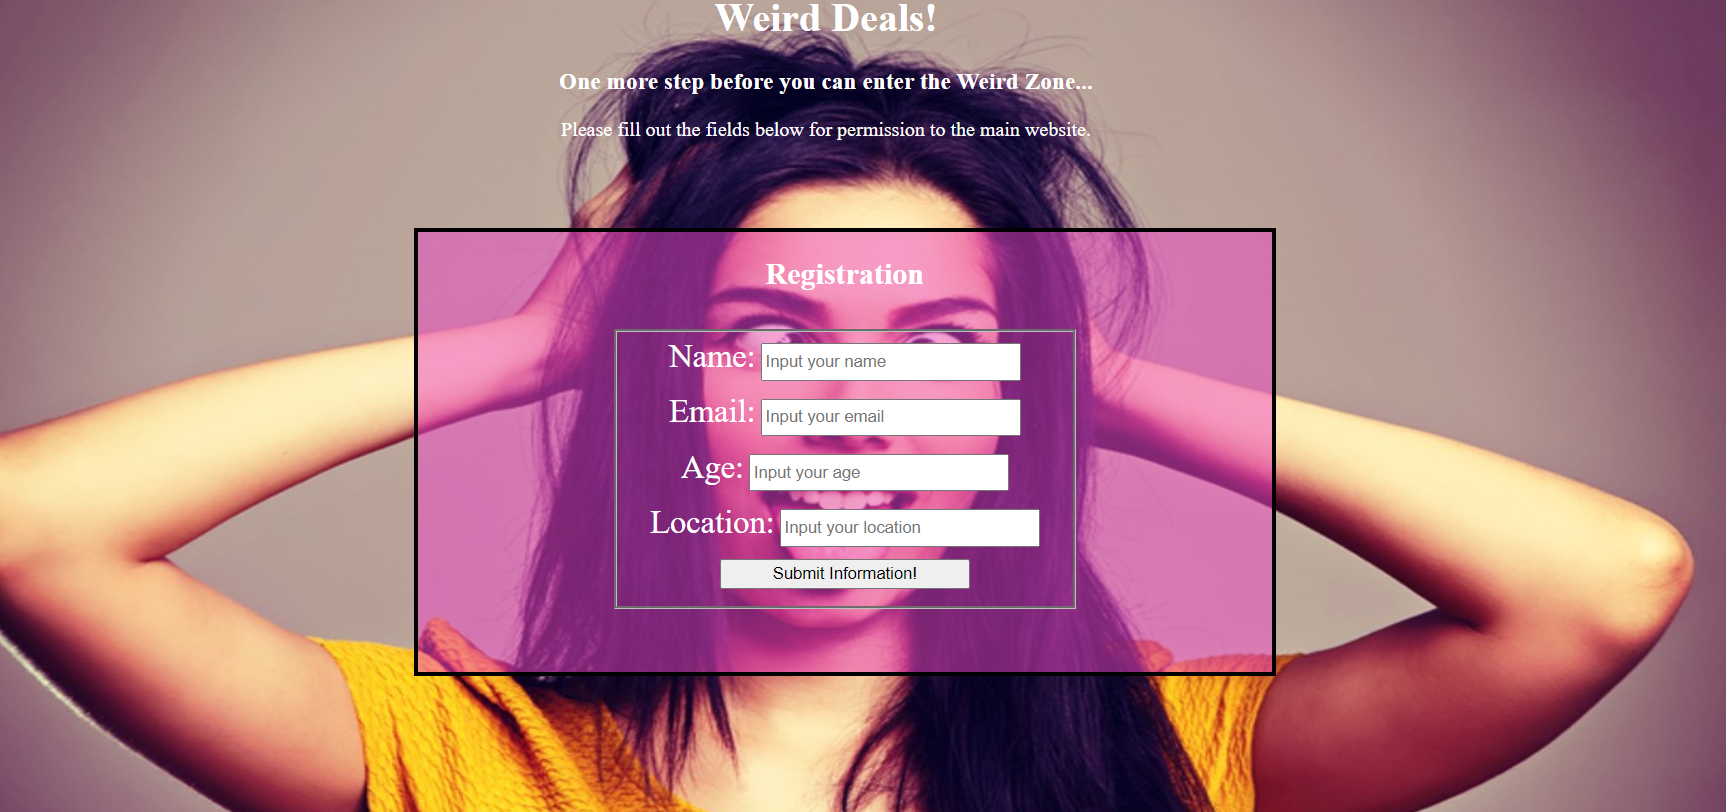 Weird Deals!
One more step before you can enter the Weird Zone...
Please fill out the fields below for permission to the main website.
Registration
Name: Input your name
Email: Input your email
Age: Input your age
Location: Input your location
Submit Information!